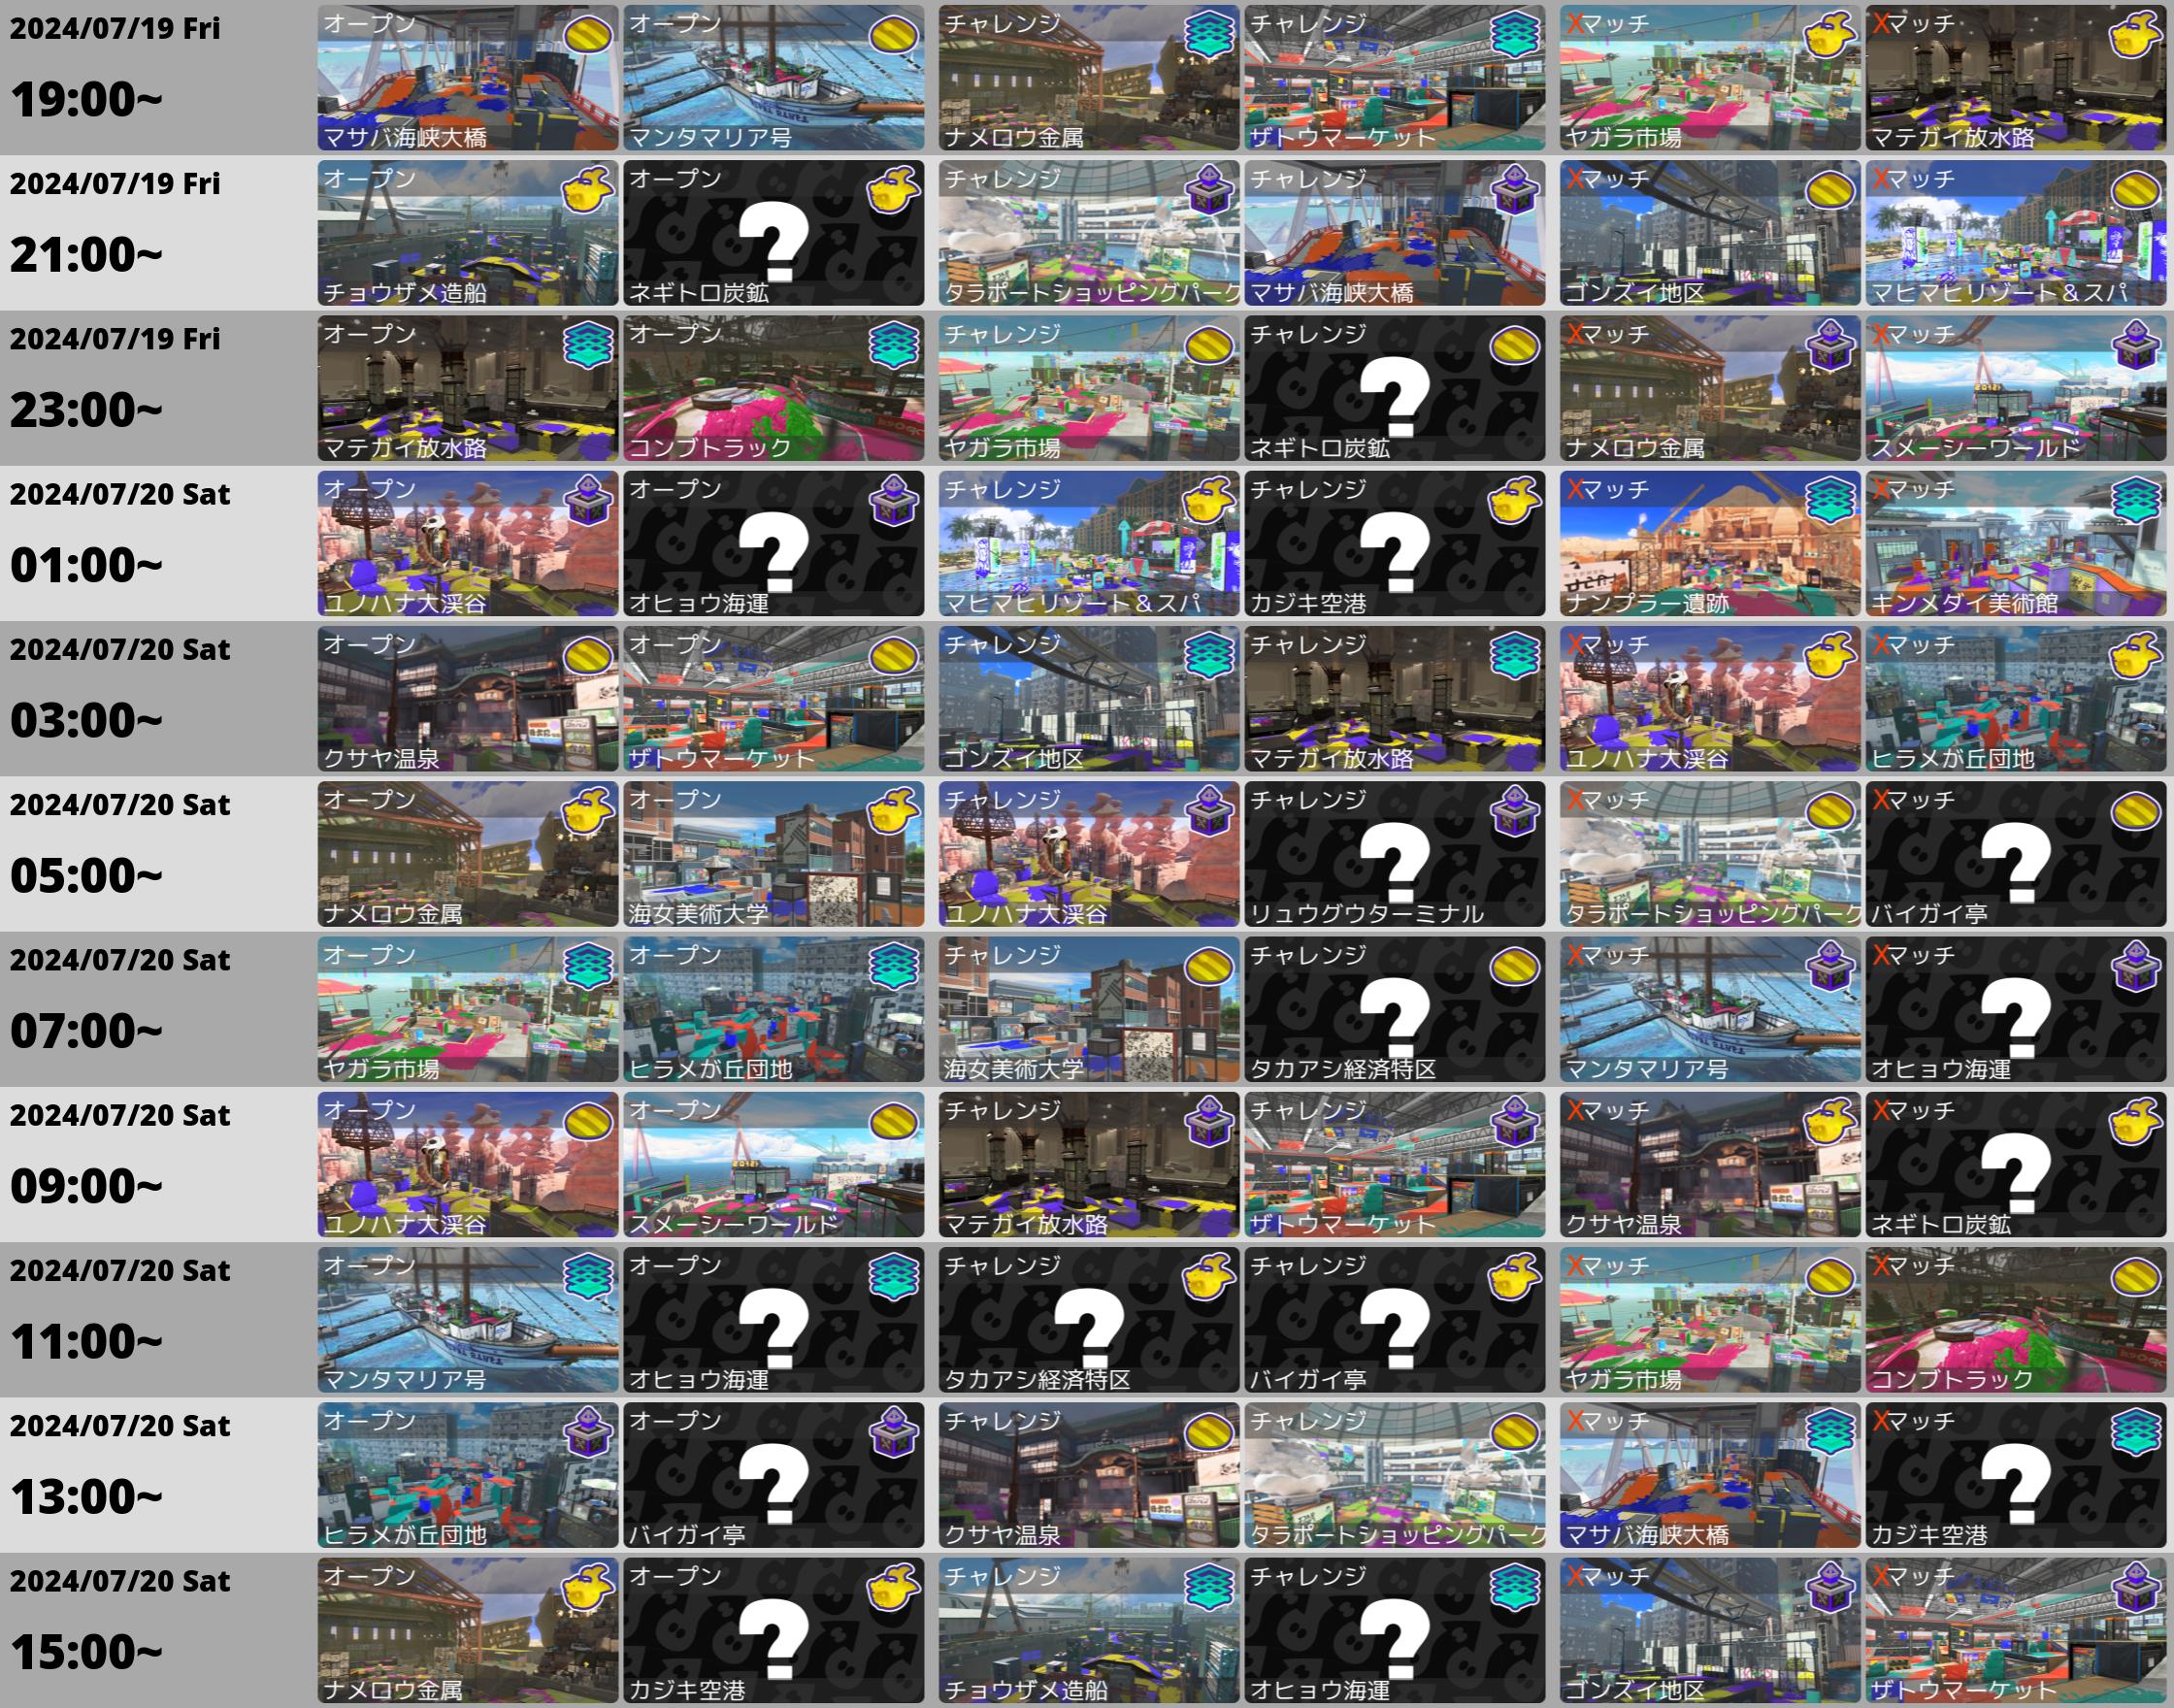 2024/07/19 Fri
19:00~
オープン
マサバ海峡大橋
オープン
マンタマリア号
チャレンジ
ナメロウ金属
チャレンジ
ザトウマーケット
Xマッチ
ヤガラ市場
Xマッチ
マテガイ放水路
2024/07/19 Fri
21:00~
オープン
チョウザメ造船
オープン
?
ネギトロ炭鉱
チャレンジ
タラポートショッピングパーク
チャレンジ
マサバ海峡大橋
Xマッチ
ゴンズイ地区
Xマッチ
マヒマヒリゾート&スパ
2024/07/19 Fri
23:00~
オープン
マテガイ放水路
オープン
コンブトラック
チャレンジ
ヤガラ市場
チャレンジ
?
ネギトロ炭鉱
Xマッチ
ナメロウ金属
Xマッチ
スメーシーワールド
2024/07/20 Sat
01:00~
オープン
ユノハナ大渓谷
オープン
?
オヒョウ海運
チャレンジ
マヒマヒリゾート&スパ
チャレンジ
?
カジキ空港
Xマッチ
ナンプラー遺跡
Xマッチ
キンメダイ美術館
2024/07/20 Sat
03:00~
オープン
クサヤ温泉
オープン
ザトウマーケット
チャレンジ
ゴンズイ地区
チャレンジ
マテガイ放水路
Xマッチ
ユノハナ大渓谷
Xマッチ
ヒラメが丘団地
2024/07/20 Sat
05:00~
オープン
ナメロウ金属
オープン
海女美術大学
チャレンジ
ユノハナ大渓谷
チャレンジ
?
リュウグウターミナル
Xマッチ
タラポートショッピングパーク
Xマッチ
?
バイガイ亭
2024/07/20 Sat
07:00~
オープン
ヤガラ市場
オープン
ヒラメが丘団地
チャレンジ
海女美術大学
チャレンジ
?
タカアシ経済特区
Xマッチ
マンタマリア号
Xマッチ
?
オヒョウ海運
2024/07/20 Sat
09:00~
オープン
ユノハナ大渓谷
オープン
スメーシーワールド
チャレンジ
マテガイ放水路
チャレンジ
ザトウマーケット
Xマッチ
クサヤ温泉
Xマッチ
?
ネギトロ炭鉱
2024/07/20 Sat
11:00~
オープン
マンタマリア号
オープン
?
オヒョウ海運
チャレンジ
?
タカアシ経済特区
チャレンジ
?
バイガイ亭
Xマッチ
ヤガラ市場
Xマッチ
コンブトラック
2024/07/20 Sat
13:00~
オープン
ヒラメが丘団地
オープン
?
バイガイ亭
チャレンジ
クサヤ温泉
チャレンジ
タラポートショッピングパーク
Xマッチ
マサバ海峡大橋
Xマッチ
?
カジキ空港
2024/07/20 Sat
15:00~
オープン
ナメロウ金属
オープン
?
カジキ空港
チャレンジ
チョウザメ造船
チャレンジ
?
オヒョウ海運
Xマッチ
ゴンズイ地区
Xマッチ
ザトウマーケット